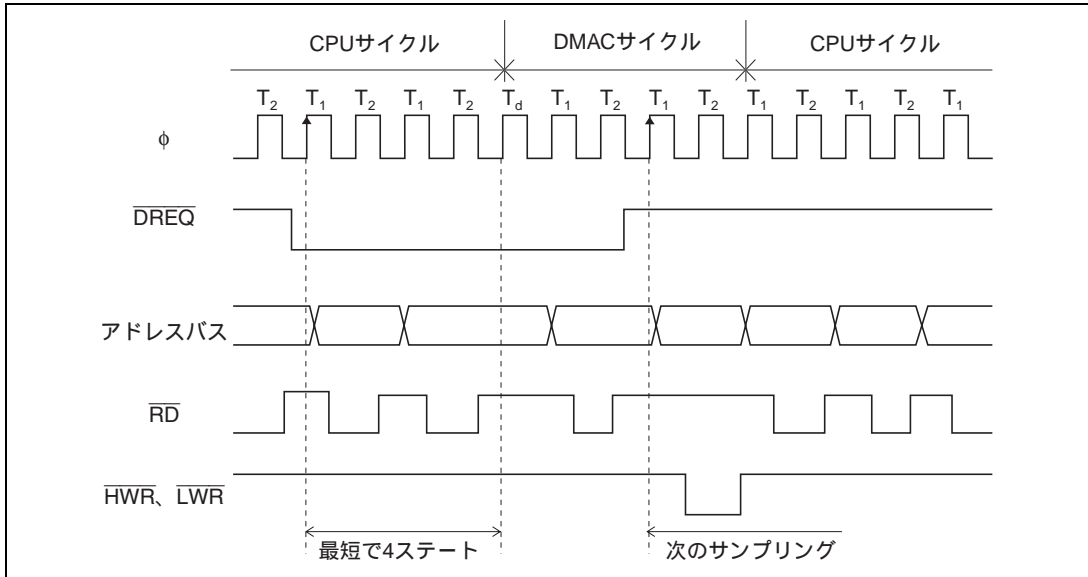 CPUサイクル DMACサイクル CPUサイクル
T₂ T₁ T₂ T₁ T₂ T_d T₁ T₂ T₁ T₂ T₁ T₂ T₁ T₂ T₁
φ
DREQ
アドレスバス
RD
HWR、LWR
最短で4ステート 次のサンプリング